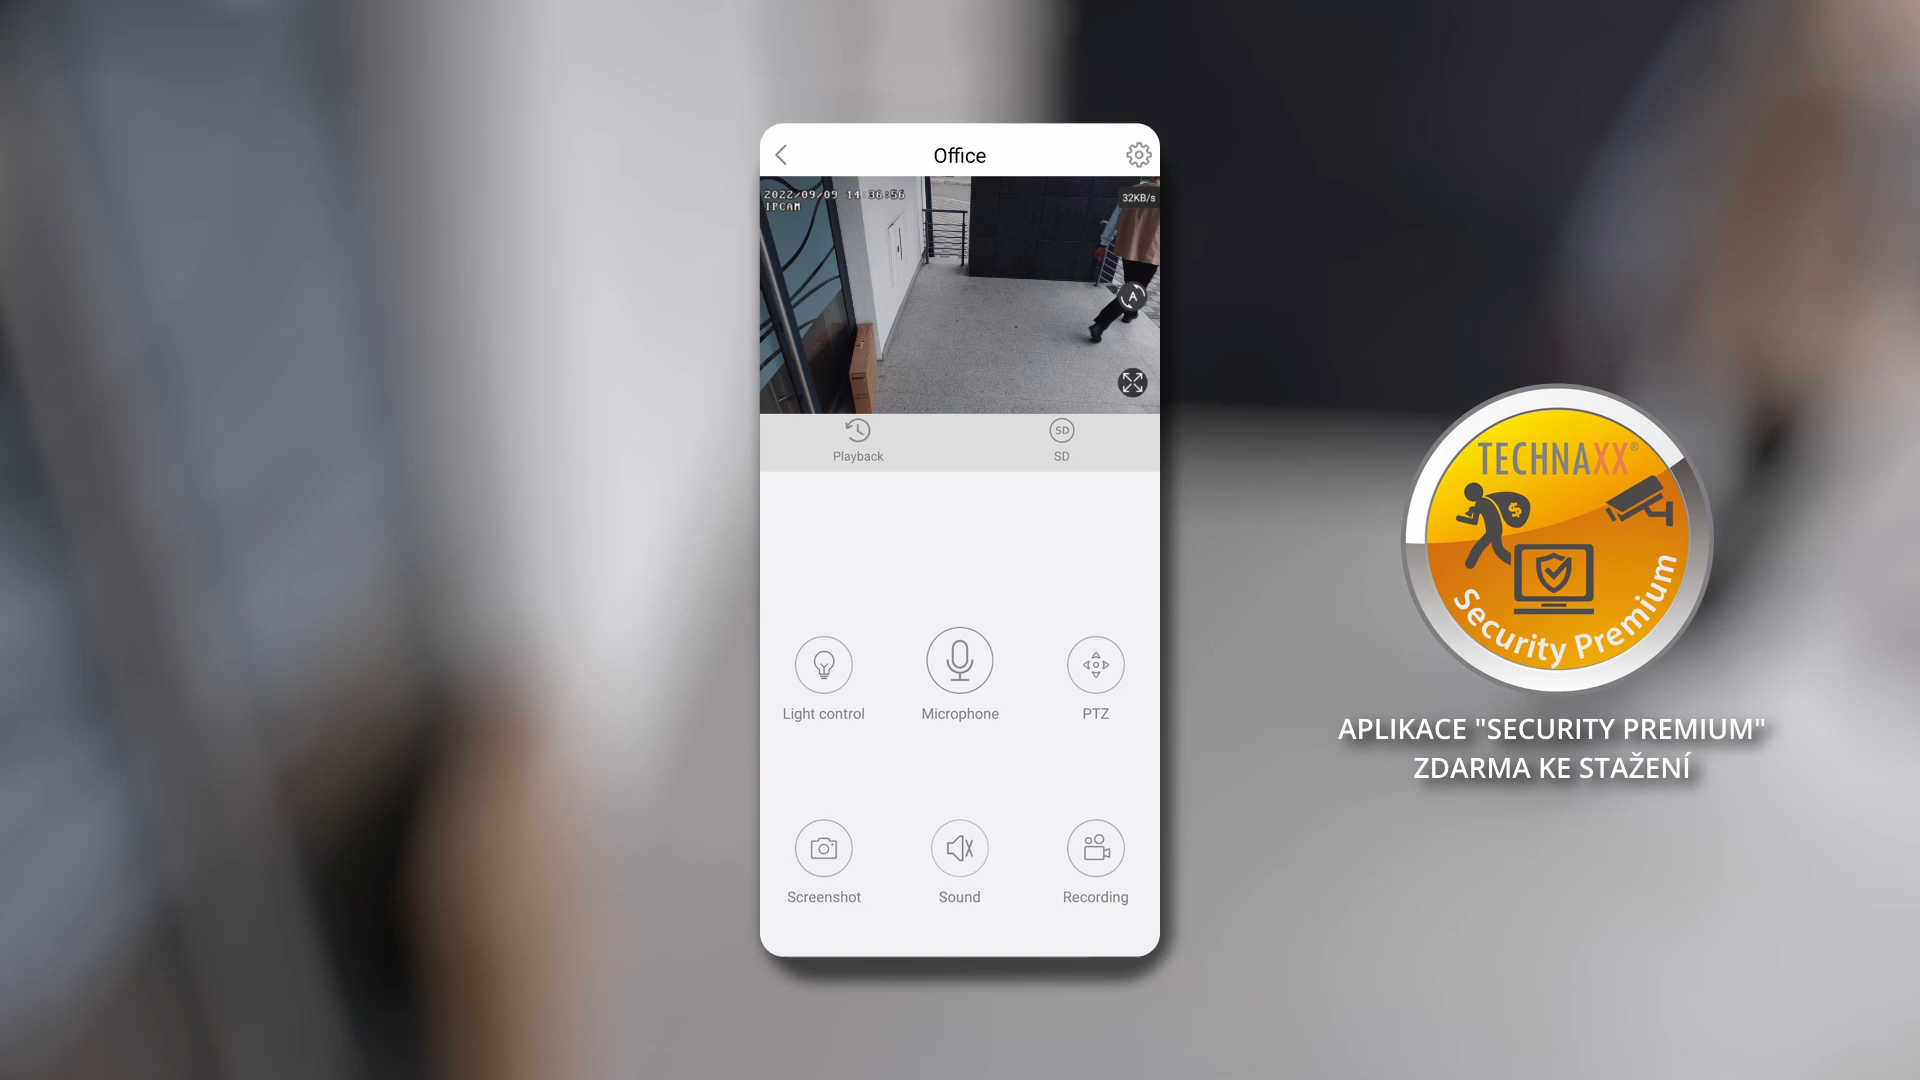 Office
2022/09/09 14:36:56
IPCAM
32KB/s
A
Playback
SD
SD
Light control
Microphone
PTZ
Screenshot
Sound
Recording
TECHNAXX®
$
Security Premium
APLIKACE "SECURITY PREMIUM"
ZDARMA KE STAŽENÍ